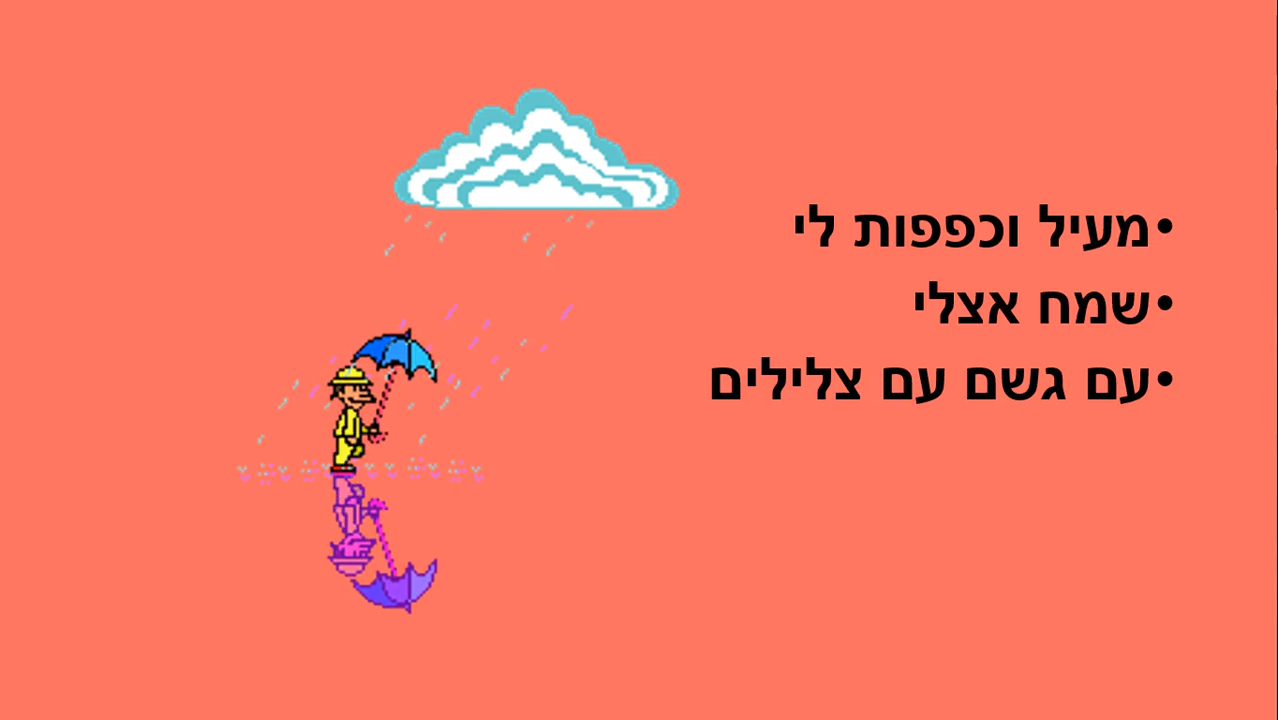 •מעיל וכפפות לי
•שמח אצלי
•עם גשם עם צלילים